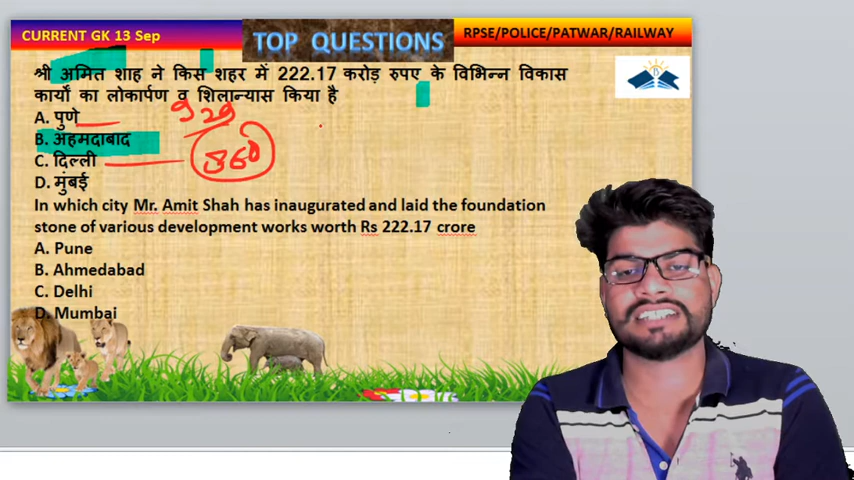 CURRENT GK 13 Sep
TOP QUESTIONS
RPSE/POLICE/PATWAR/RAILWAY
श्री अमित शाह ने किस शहर में 222.17 करोड़ रुपए के विभिन्न विकास
कार्यों का लोकार्पण व शिलान्यास किया है
A. पुणे
B. अहमदाबाद
C. दिल्ली
D. मुंबई
In which city Mr. Amit Shah has inaugurated and laid the foundation
stone of various development works worth Rs 222.17 crore
A. Pune
B. Ahmedabad
C. Delhi
D. Mumbai